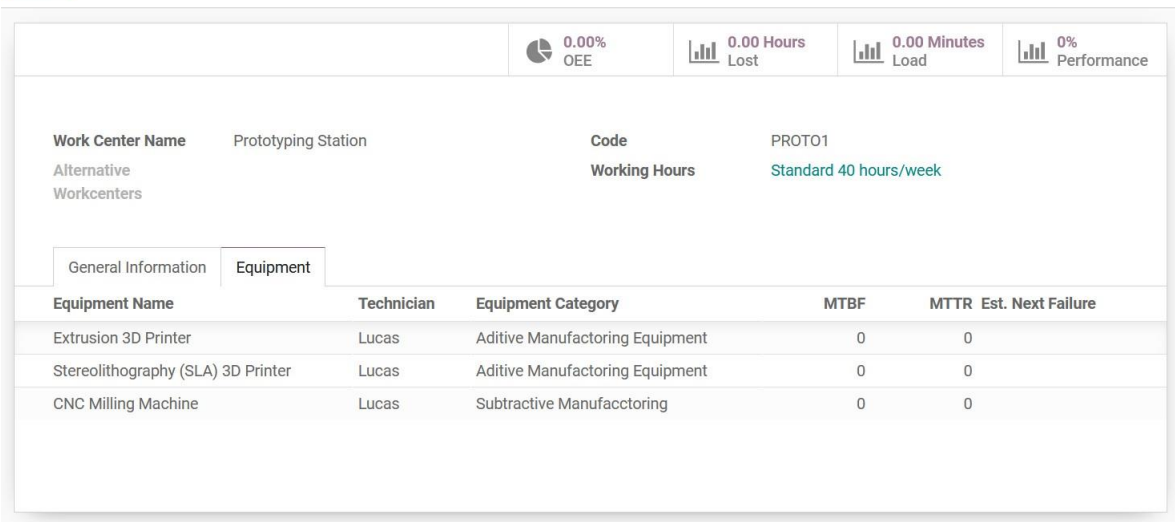 0.00% OEE
0.00 Hours Lost
0.00 Minutes Load
0% Performance
Work Center Name Prototyping Station Code PROTO1
Alternative Workcenters Working Hours Standard 40 hours/week
General Information Equipment
Equipment Name Technician Equipment Category MTBF MTTR Est. Next Failure
Extrusion 3D Printer Lucas Aditive Manufactoring Equipment 0 0
Stereolithography (SLA) 3D Printer Lucas Aditive Manufactoring Equipment 0 0
CNC Milling Machine Lucas Subtractive Manufacctoring 0 0